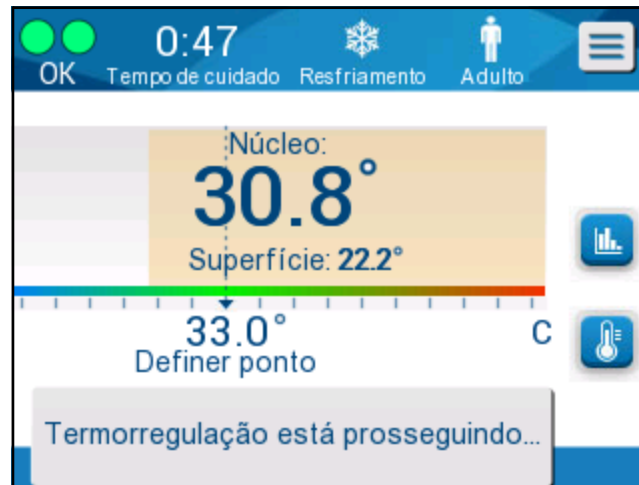 OK
0:47
Tempo de cuidado
Resfriamento
Adulto
Núcleo:
30.8°
Superfície: 22.2°
33.0°
C
Definer ponto
Termorregulação está prosseguindo...